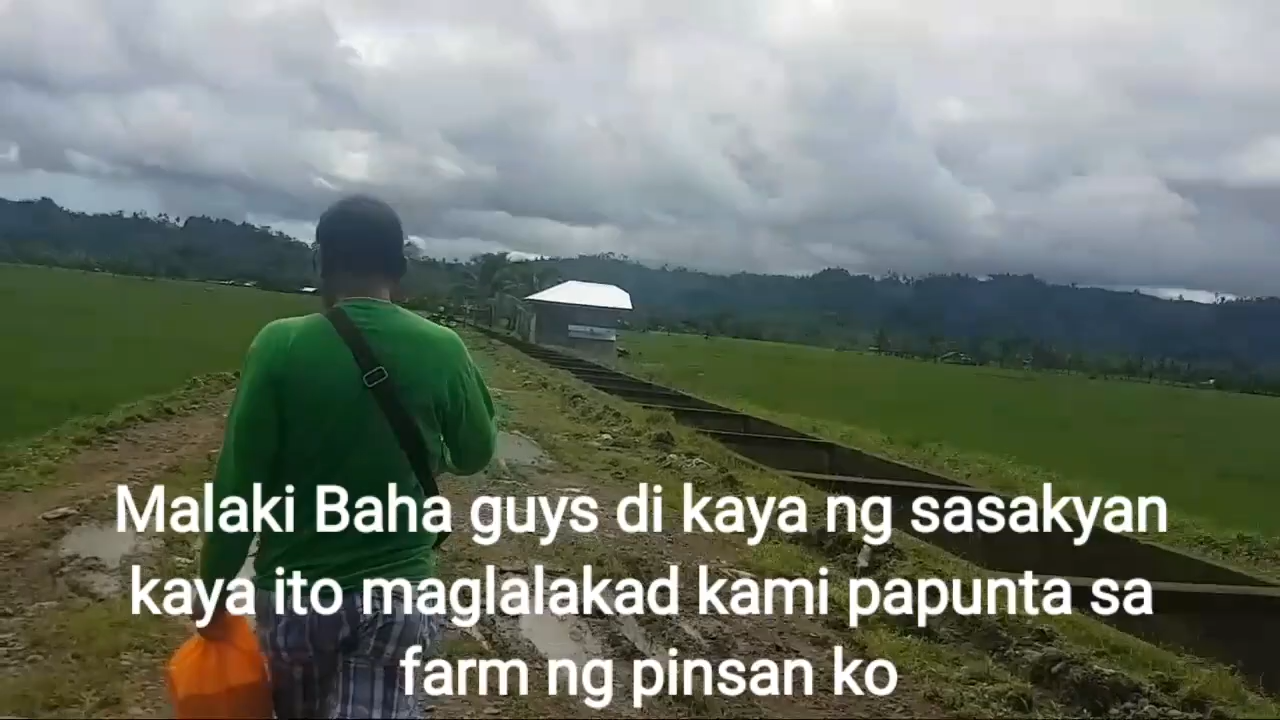 Malaki Baha guys di kaya ng sasakyan
kaya ito maglalakad kami papunta sa
farm ng pinsan ko